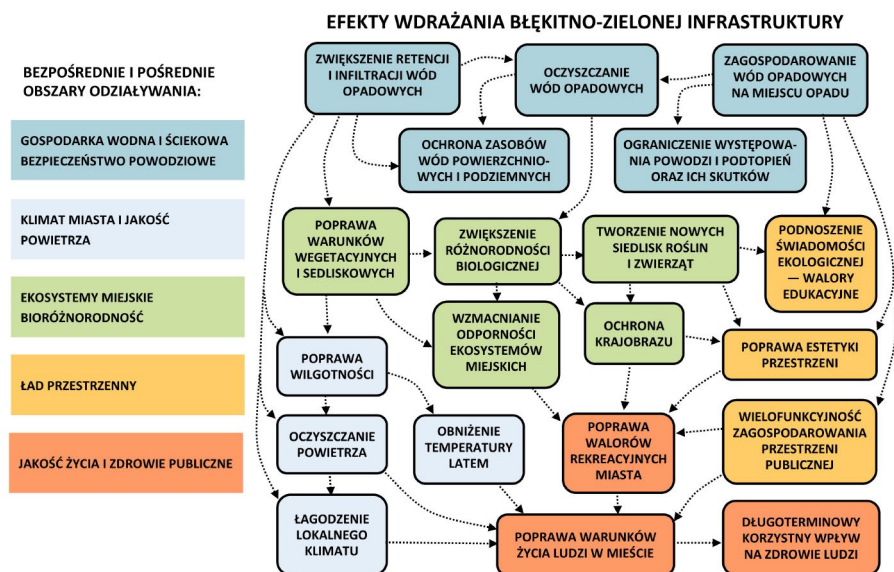 EFEKTY WDRAŻANIA BŁĘKITNO-ZIELONEJ INFRASTRUKTURY
BEZPOŚREDNIE I POŚREDNIE
OBSZARY ODZIAŁYWANIA:
GOSPODARKA WODNA I ŚCIEKOWA
BEZPIECZEŃSTWO POWODZIOWE
KLIMAT MIASTA I JAKOŚĆ
POWIETRZA
EKOSYSTEMY MIEJSKIE
BIORÓŻNORODNOŚĆ
ŁAD PRZESTRZENNY
JAKOŚĆ ŻYCIA I ZDROWIE PUBLICZNE
ZWIĘKSZENIE RETENCJI
I INFILTRACJI WÓD
OPADOWYCH
OCZYSZCZANIE
WÓD OPADOWYCH
ZAGOSPODAROWANIE
WÓD OPADOWYCH
NA MIEJSCU OPADU
OCHRONA ZASOBÓW
WÓD POWIERZCHNIO-
WYCH I PODZIEMNYCH
OGRANICZENIE WYSTĘPOWA-
NIA POWODZI I PODTOPIEŃ
ORAZ ICH SKUTKÓW
POPRAWA
WARUNKÓW
WEGETACYJNYCH
I SEDLISKOWYCH
ZWIĘKSZENIE
RÓŻNORODNOŚCI
BIOLOGICZNEJ
TWORZENIE NOWYCH
SIEDLISK ROŚLIN
I ZWIERZĄT
PODNOSZENIE
ŚWIADOMOŚCI
EKOLOGICZNEJ
— WALORY
EDUKACYJNE
WZMACNIANIE
ODPORNOŚCI
EKOSYSTEMÓW
MIEJSKICH
OCHRONA
KRAJOBRAZU
POPRAWA ESTETYKI
PRZESTRZENI
POPRAWA
WILGOTNOŚCI
OCZYSZCZANIE
POWIETRZA
OBNIŻENIE
TEMPERATURY
LATEM
POPRAWA
WALORÓW
REKREACYJNYCH
MIASTA
WIELOFUNKCYJNOŚĆ
ZAGOSPODAROWANIA
PRZESTRZENI
PUBLICZNEJ
ŁAGODZENIE
LOKALNEGO
KLIMATU
POPRAWA WARUNKÓW
ŻYCIA LUDZI W MIEŚCIE
DŁUGOTERMINOWY
KORZYSTNY WPŁYW
NA ZDROWIE LUDZI